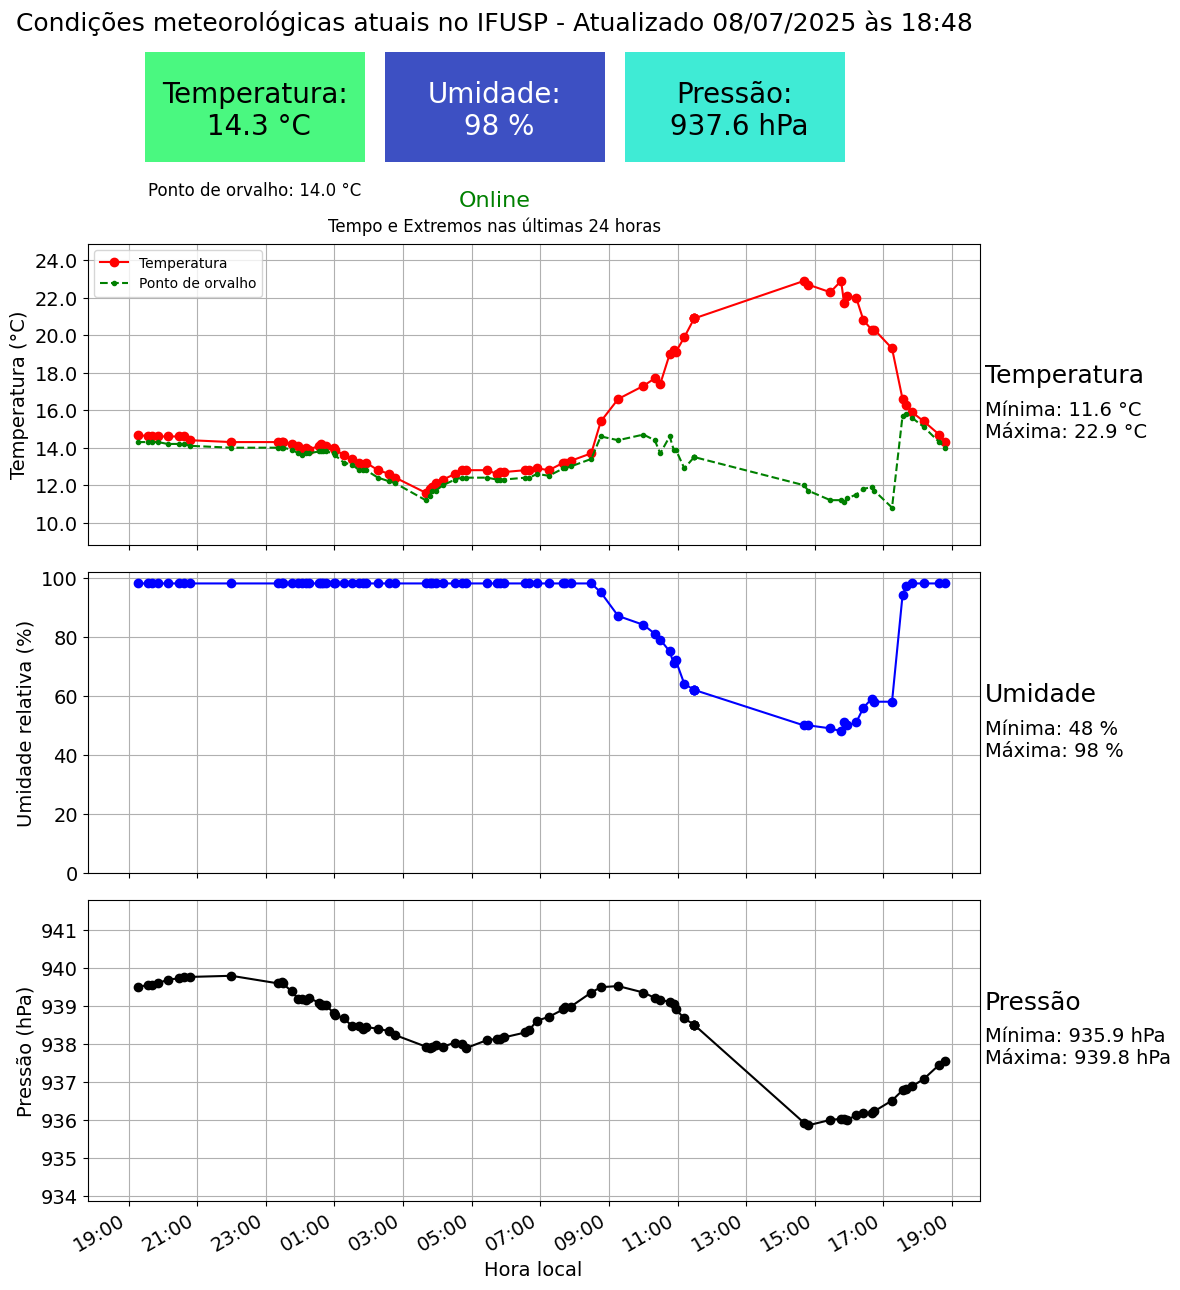 Condições meteorológicas atuais no IFUSP - Atualizado 08/07/2025 às 18:48
Temperatura:
14.3 °C
Umidade:
98 %
Pressão:
937.6 hPa
Ponto de orvalho: 14.0 °C
Online
Tempo e Extremos nas últimas 24 horas
Temperatura
Ponto de orvalho
Temperatura (°C)
24.0
22.0
20.0
18.0
16.0
14.0
12.0
10.0
Temperatura
Mínima: 11.6 °C
Máxima: 22.9 °C
Umidade relativa (%)
100
80
60
40
20
0
Umidade
Mínima: 48 %
Máxima: 98 %
Pressão (hPa)
941
940
939
938
937
936
935
934
Pressão
Mínima: 935.9 hPa
Máxima: 939.8 hPa
19:00
21:00
23:00
01:00
03:00
05:00
07:00
09:00
11:00
13:00
15:00
17:00
19:00
Hora local